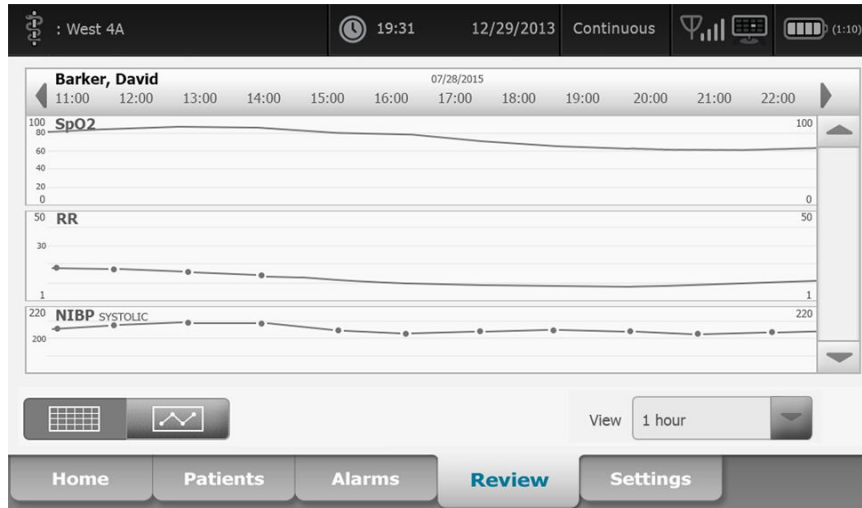 : West 4A 19:31 12/29/2013 Continuous (1:10)
Barker, David 07/28/2015
11:00 12:00 13:00 14:00 15:00 16:00 17:00 18:00 19:00 20:00 21:00 22:00
100 SpO2 100
80
60
40
20
0 0
50 RR 50
30
1 1
220 NIBP SYSTOLIC 220
200
View 1 hour
Home Patients Alarms Review Settings